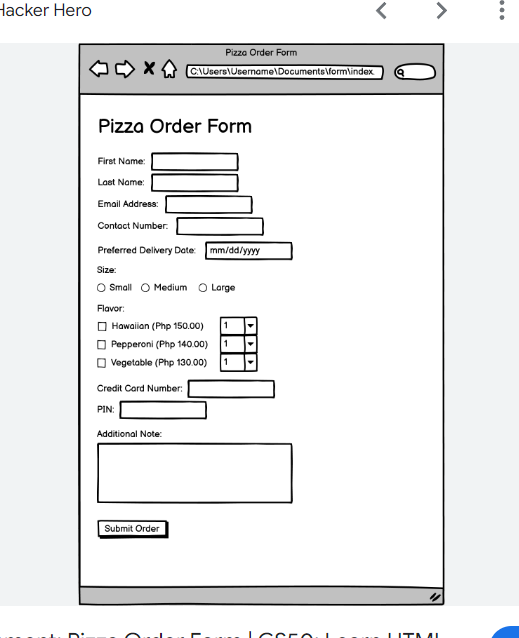 Hacker Hero
Pizza Order Form
C:\Users\Username\Documents\form\index.
Pizza Order Form
First Name:
Last Name:
Email Address:
Contact Number:
Preferred Delivery Date: mm/dd/yyyy
Size:
Small Medium Large
Flavor:
Hawaiian (Php 150.00) 1
Pepperoni (Php 140.00) 1
Vegetable (Php 130.00) 1
Credit Card Number:
PIN:
Additional Note:
Submit Order
Pizza Order Form | CS50: Learn HTML